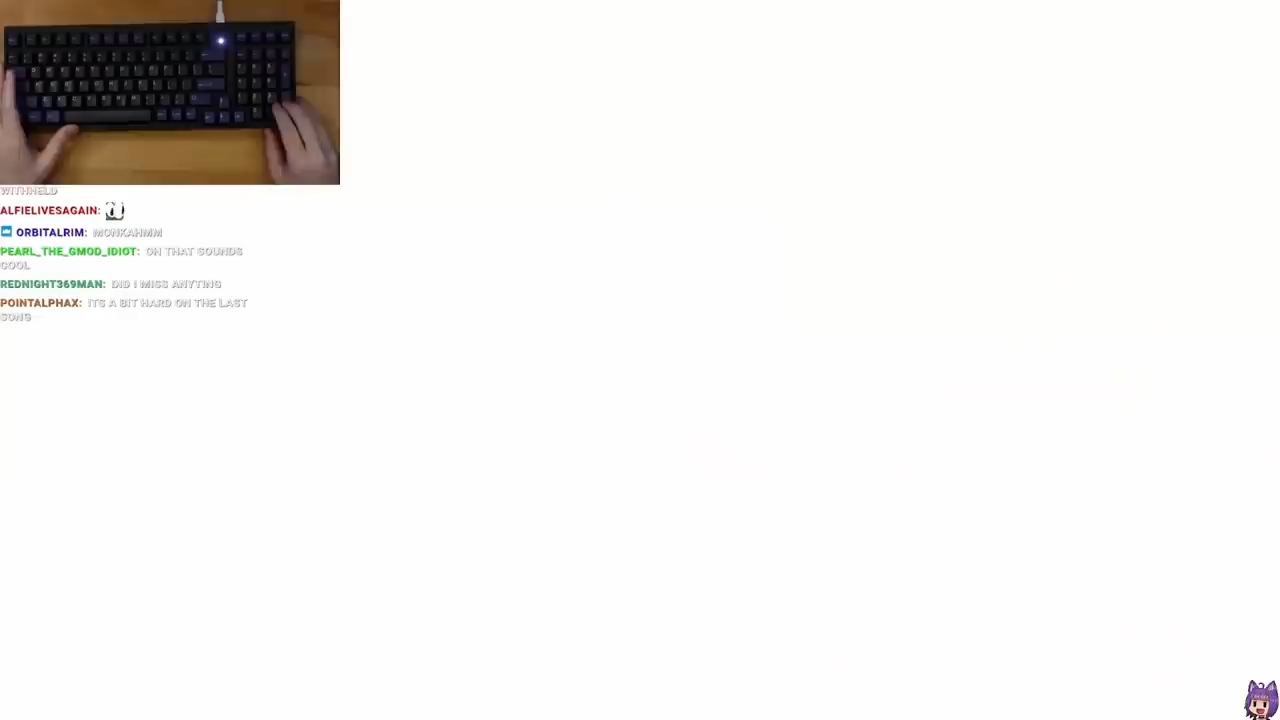 WITHHELD
ALFIELIVESAGAIN:
ORBITALRIM: MONKAHMM
PEARL_THE_GMOD_IDIOT: OH THAT SOUNDS
COOL
REDNIGHT369MAN: DID I MISS ANYTING
POINTALPHAX: ITS A BIT HARD ON THE LAST
SONG